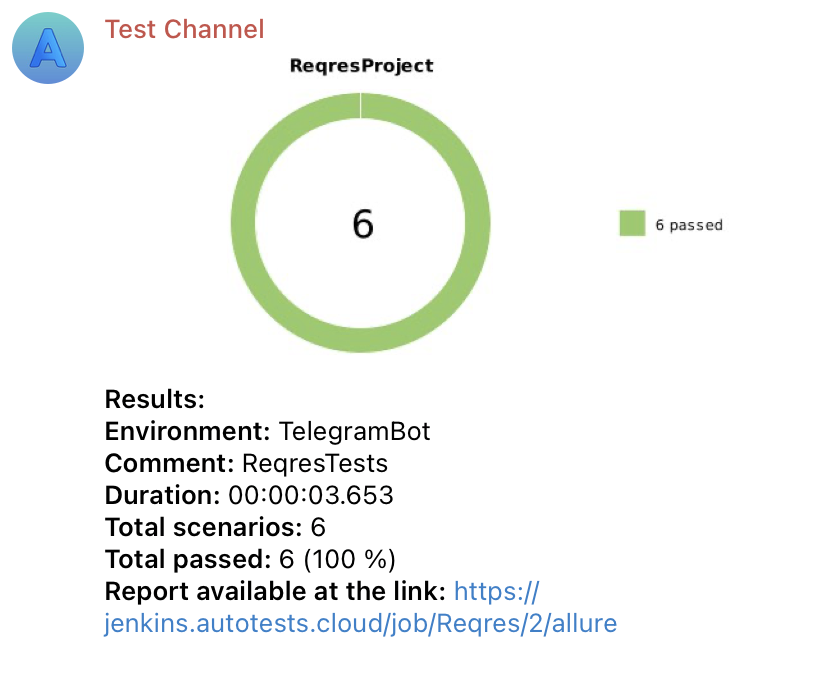 Test Channel
ReqresProject
6
6 passed
Results:
Environment: TelegramBot
Comment: ReqresTests
Duration: 00:00:03.653
Total scenarios: 6
Total passed: 6 (100 %)
Report available at the link: https://
jenkins.autotests.cloud/job/Reqres/2/allure